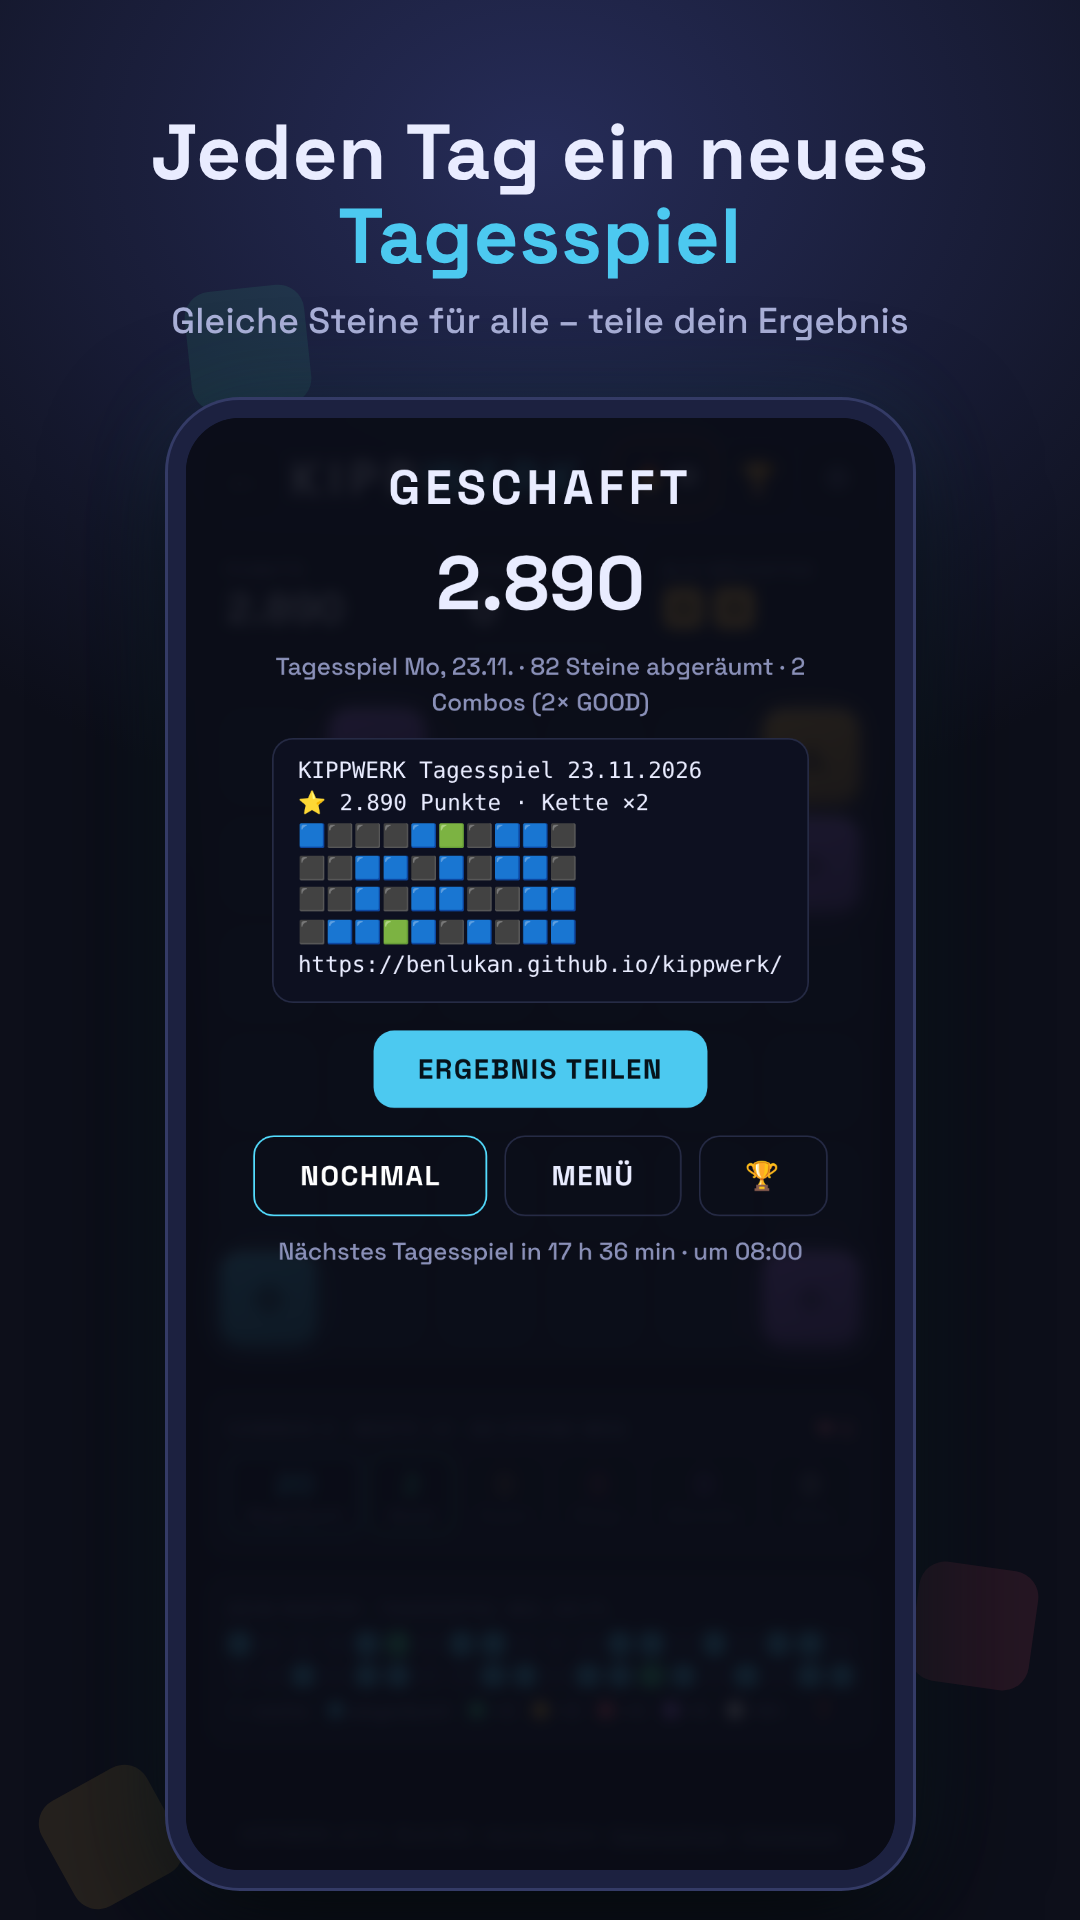 Jeden Tag ein neues
Tagesspiel
Gleiche Steine für alle – teile dein Ergebnis
GESCHAFFT
2.890
Tagesspiel Mo, 23.11. · 82 Steine abgeräumt · 2
Combos (2× GOOD)
KIPPWERK Tagesspiel 23.11.2026
⭐ 2.890 Punkte · Kette ×2
🟦⬛⬛⬛🟦🟩⬛🟦🟦⬛
⬛⬛🟦🟦⬛🟦⬛🟦🟦⬛
⬛⬛🟦⬛🟦🟦⬛⬛🟦🟦
⬛🟦🟦🟩🟦⬛🟦⬛🟦🟦
https://benlukan.github.io/kippwerk/
ERGEBNIS TEILEN
NOCHMAL MENÜ 🏆
Nächstes Tagesspiel in 17 h 36 min · um 08:00